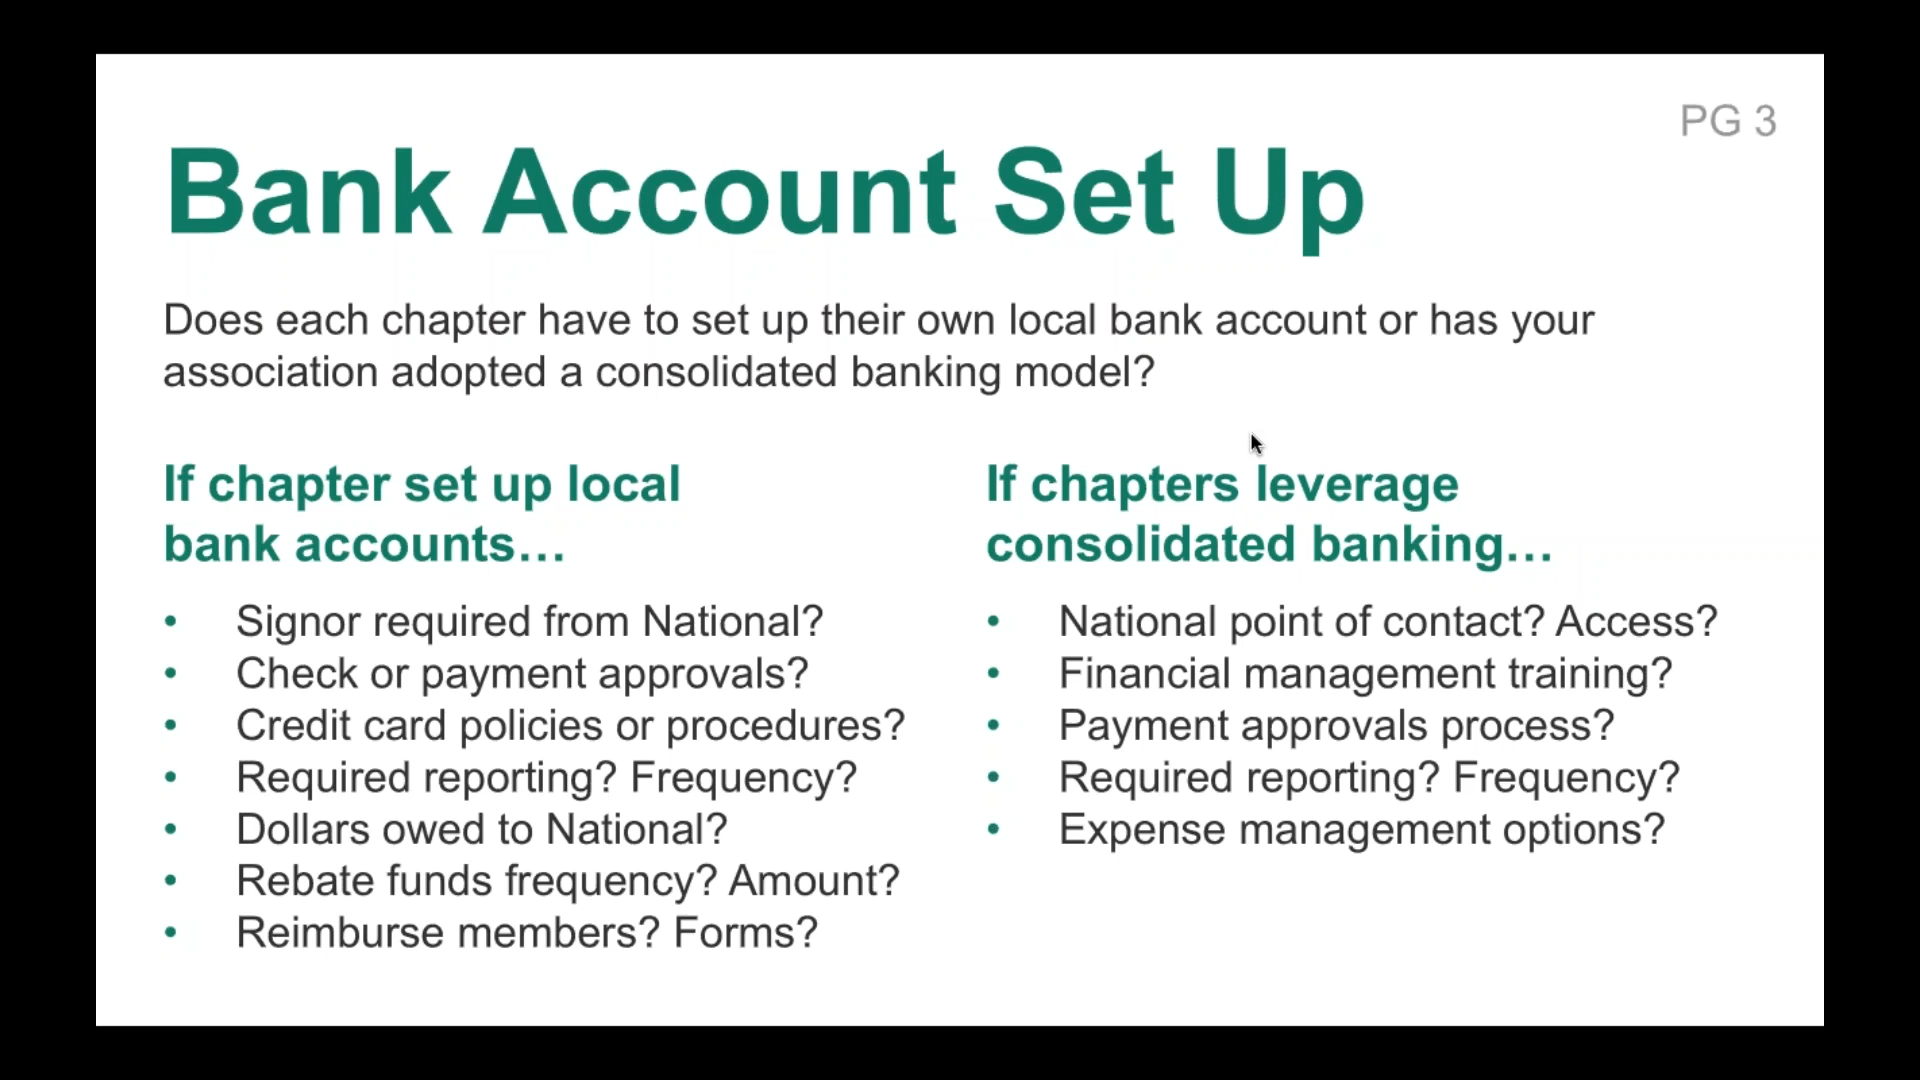 PG 3
Bank Account Set Up
Does each chapter have to set up their own local bank account or has your
association adopted a consolidated banking model?
If chapter set up local
bank accounts…
• Signor required from National?
• Check or payment approvals?
• Credit card policies or procedures?
• Required reporting? Frequency?
• Dollars owed to National?
• Rebate funds frequency? Amount?
• Reimburse members? Forms?
If chapters leverage
consolidated banking…
• National point of contact? Access?
• Financial management training?
• Payment approvals process?
• Required reporting? Frequency?
• Expense management options?